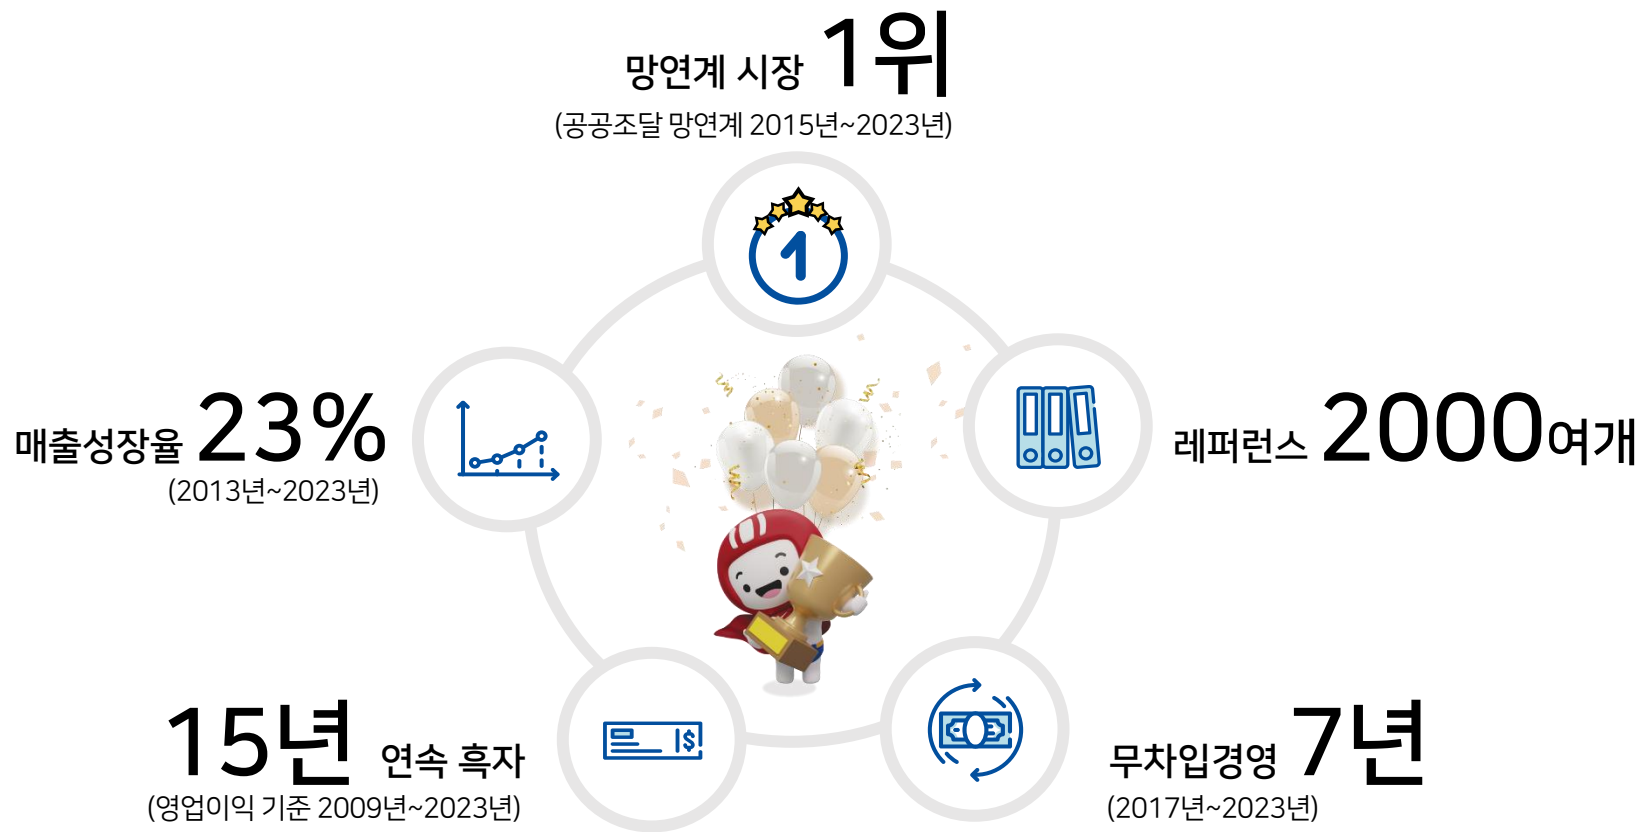 망연계 시장 1위
(공공조달 망연계 2015년~2023년)
1
매출성장율 23%
(2013년~2023년)
레퍼런스 2000여개
15년 연속 흑자
(영업이익 기준 2009년~2023년)
$
무차입경영 7년
(2017년~2023년)